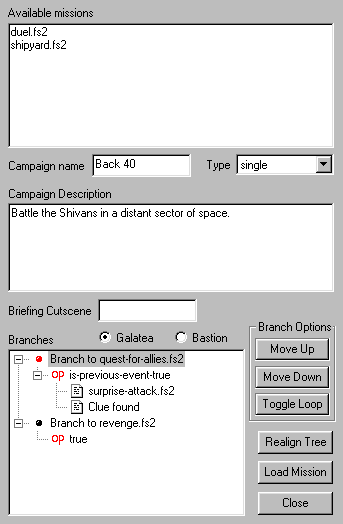 Available missions
duel.fs2
shipyard.fs2
Campaign name Back 40 Type single
Campaign Description
Battle the Shivans in a distant sector of space.
Briefing Cutscene
Branches Galatea Bastion
Branch Options
Branch to quest-for-allies.fs2
op is-previous-event-true
surprise-attack.fs2
Clue found
Branch to revenge.fs2
op true
Move Up
Move Down
Toggle Loop
Realign Tree
Load Mission
Close